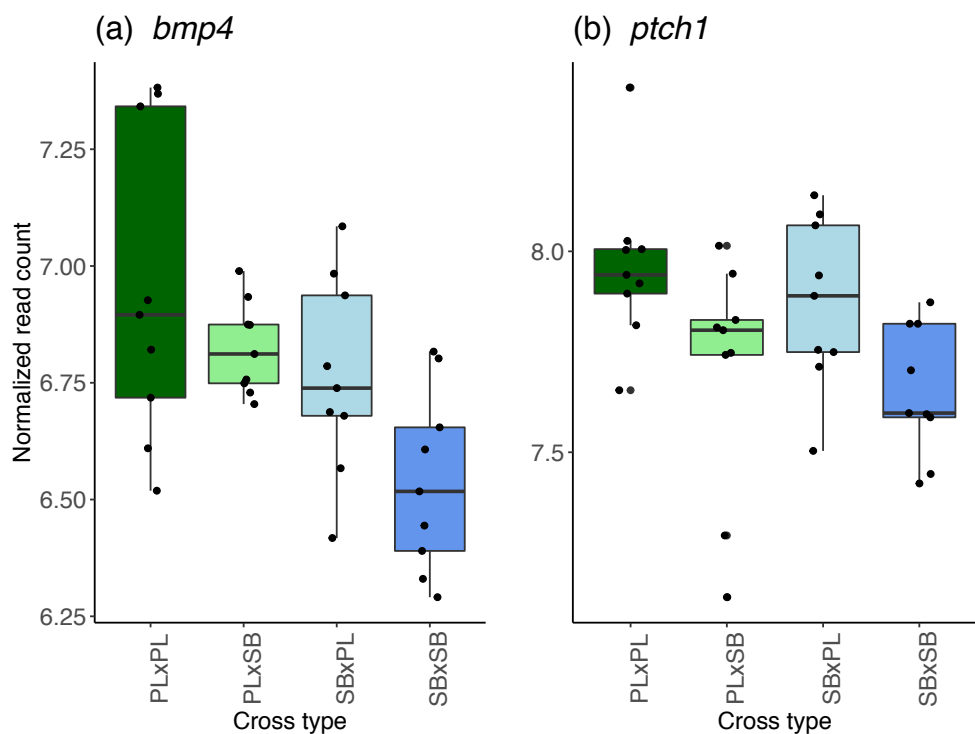 (a) bmp4
(b) ptch1
Normalized read count
7.25
7.00
6.75
6.50
6.25
8.0
7.5
PLxPL
PLxSB
SBxPL
SBxSB
PLxPL
PLxSB
SBxPL
SBxSB
Cross type
Cross type